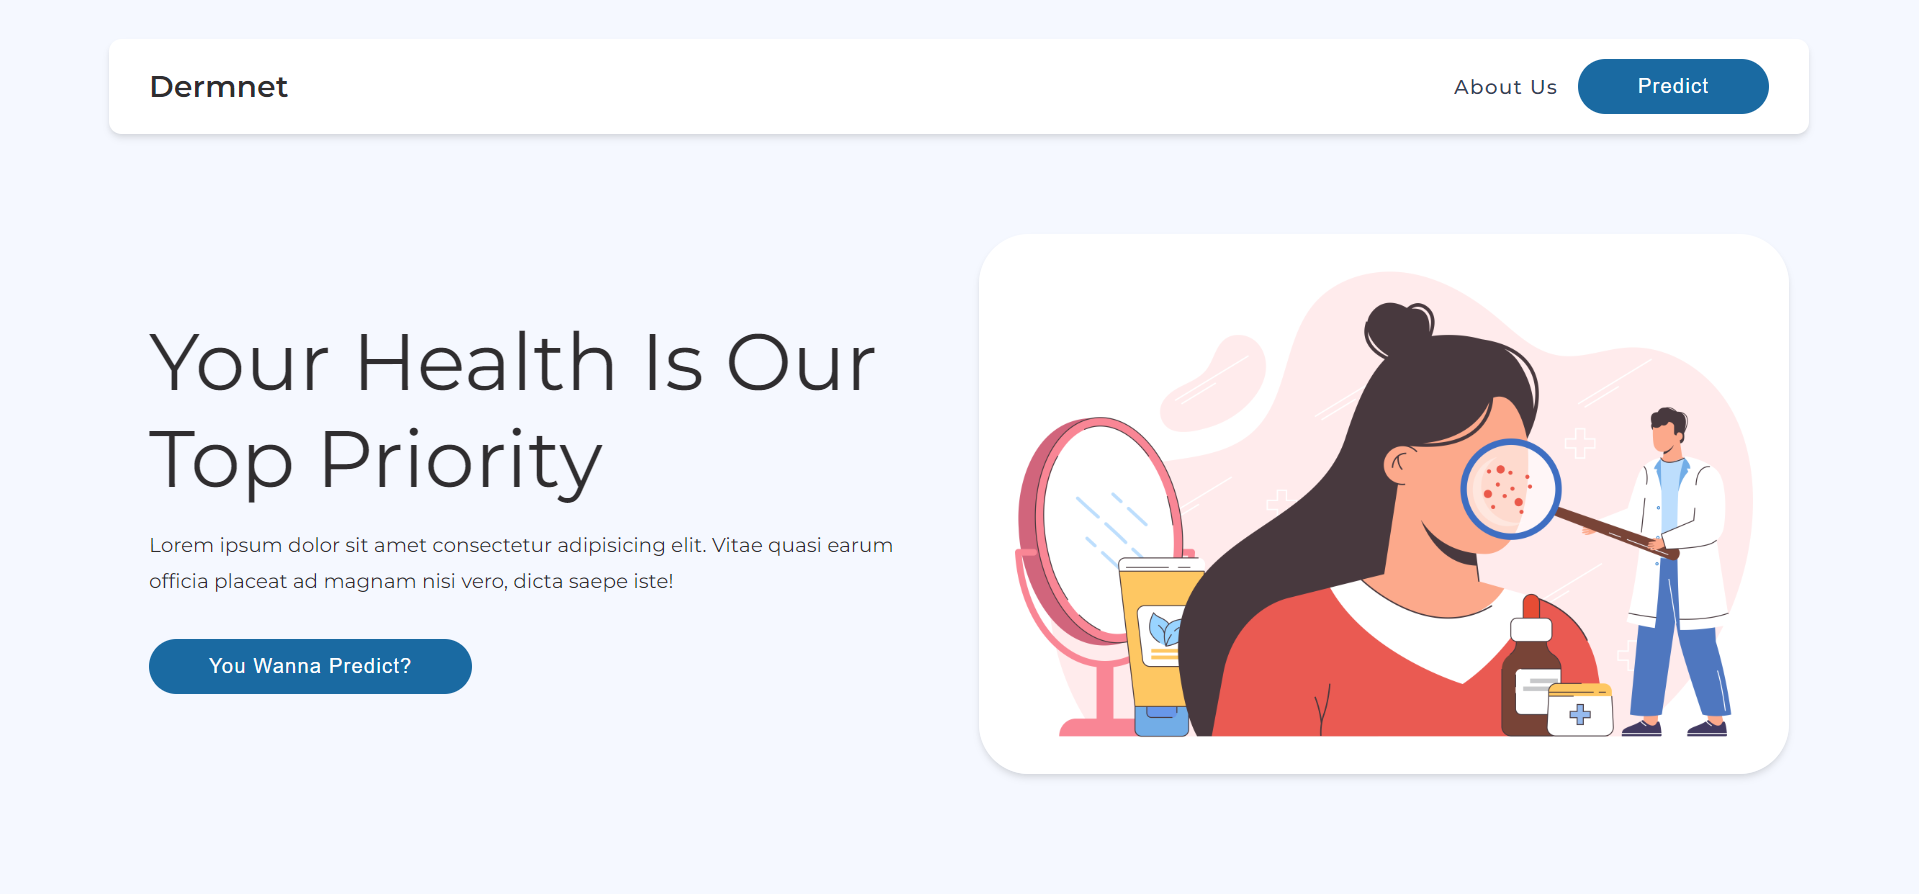 Dermnet
About Us
Predict
Your Health Is Our
Top Priority
Lorem ipsum dolor sit amet consectetur adipisicing elit. Vitae quasi earum
officia placeat ad magnam nisi vero, dicta saepe iste!
You Wanna Predict?